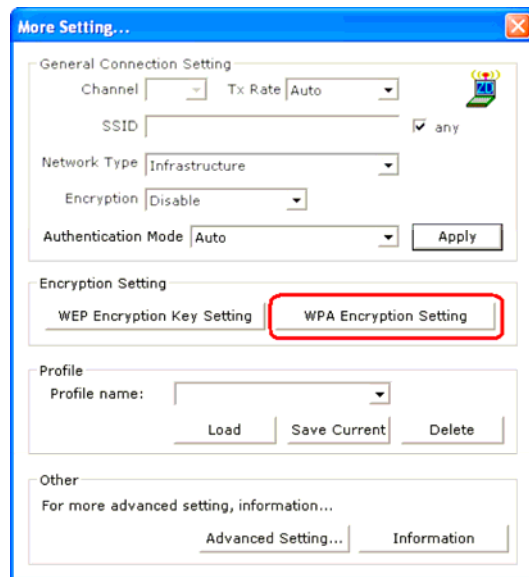 More Setting...
General Connection Setting
Channel Tx Rate Auto
SSID any
Network Type Infrastructure
Encryption Disable
Authentication Mode Auto Apply
Encryption Setting
WEP Encryption Key Setting WPA Encryption Setting
Profile
Profile name:
Load Save Current Delete
Other
For more advanced setting, information...
Advanced Setting... Information